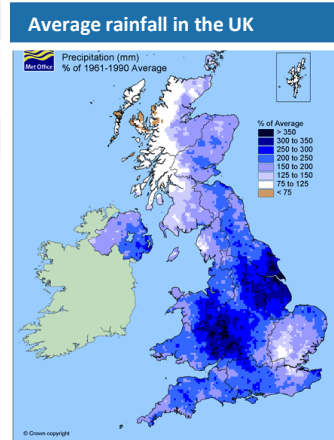 Average rainfall in the UK
Met Office
Precipitation (mm)
% of 1961-1990 Average
% of Average
> 350
300 to 350
250 to 300
200 to 250
150 to 200
125 to 150
75 to 125
< 75
© Crown copyright